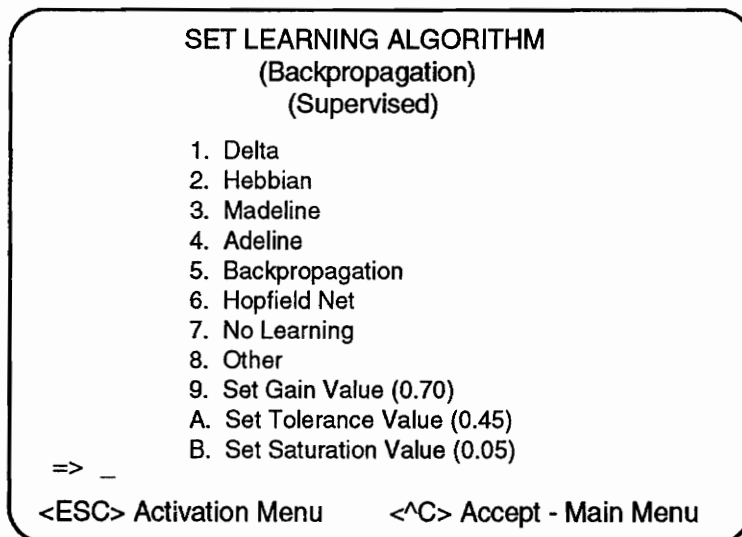 SET LEARNING ALGORITHM
(Backpropagation)
(Supervised)
1. Delta
2. Hebbian
3. Madeline
4. Adeline
5. Backpropagation
6. Hopfield Net
7. No Learning
8. Other
9. Set Gain Value (0.70)
A. Set Tolerance Value (0.45)
B. Set Saturation Value (0.05)
=> _
<ESC> Activation Menu <^C> Accept - Main Menu